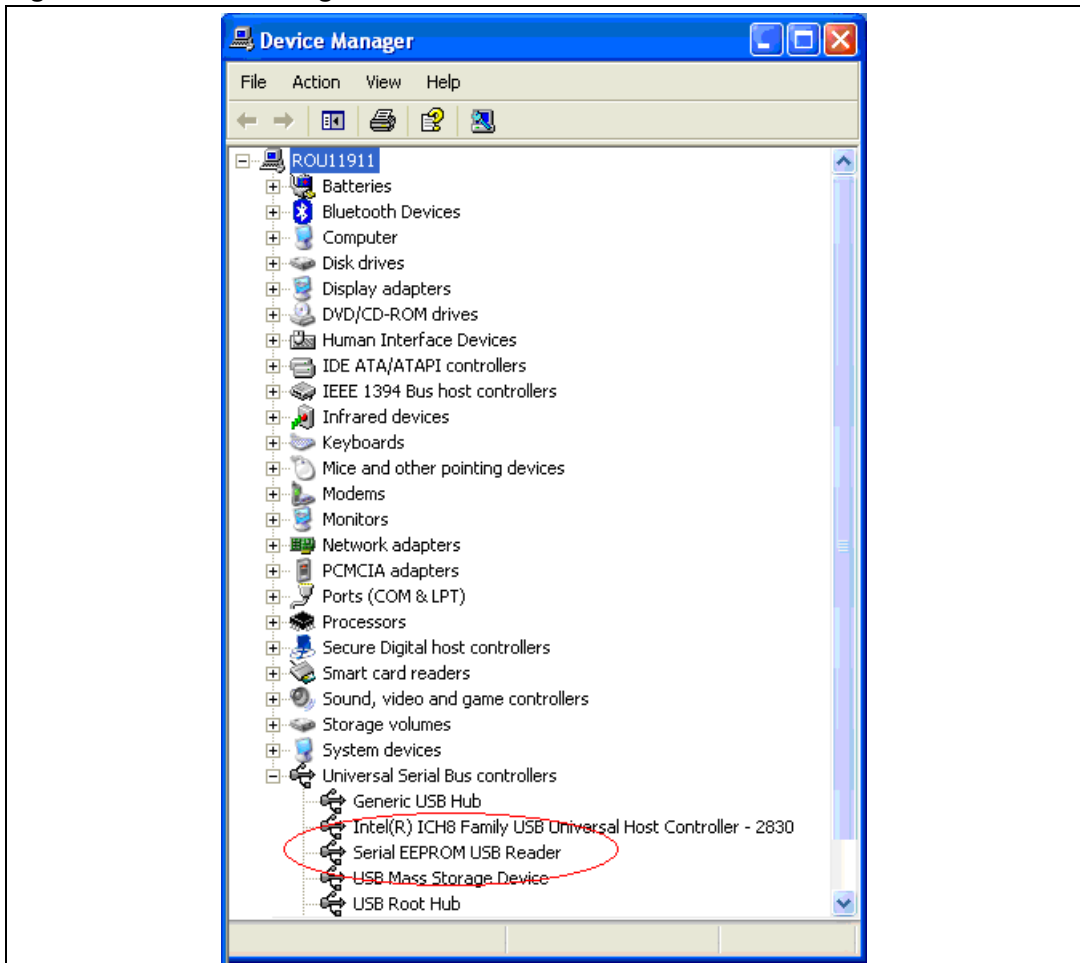 Device Manager
File Action View Help
ROU11911
Batteries
Bluetooth Devices
Computer
Disk drives
Display adapters
DVD/CD-ROM drives
Human Interface Devices
IDE ATA/ATAPI controllers
IEEE 1394 Bus host controllers
Infrared devices
Keyboards
Mice and other pointing devices
Modems
Monitors
Network adapters
PCMCIA adapters
Ports (COM & LPT)
Processors
Secure Digital host controllers
Smart card readers
Sound, video and game controllers
Storage volumes
System devices
Universal Serial Bus controllers
Generic USB Hub
Intel(R) ICH8 Family USB Universal Host Controller - 2830
Serial EEPROM USB Reader
USB Mass Storage Device
USB Root Hub